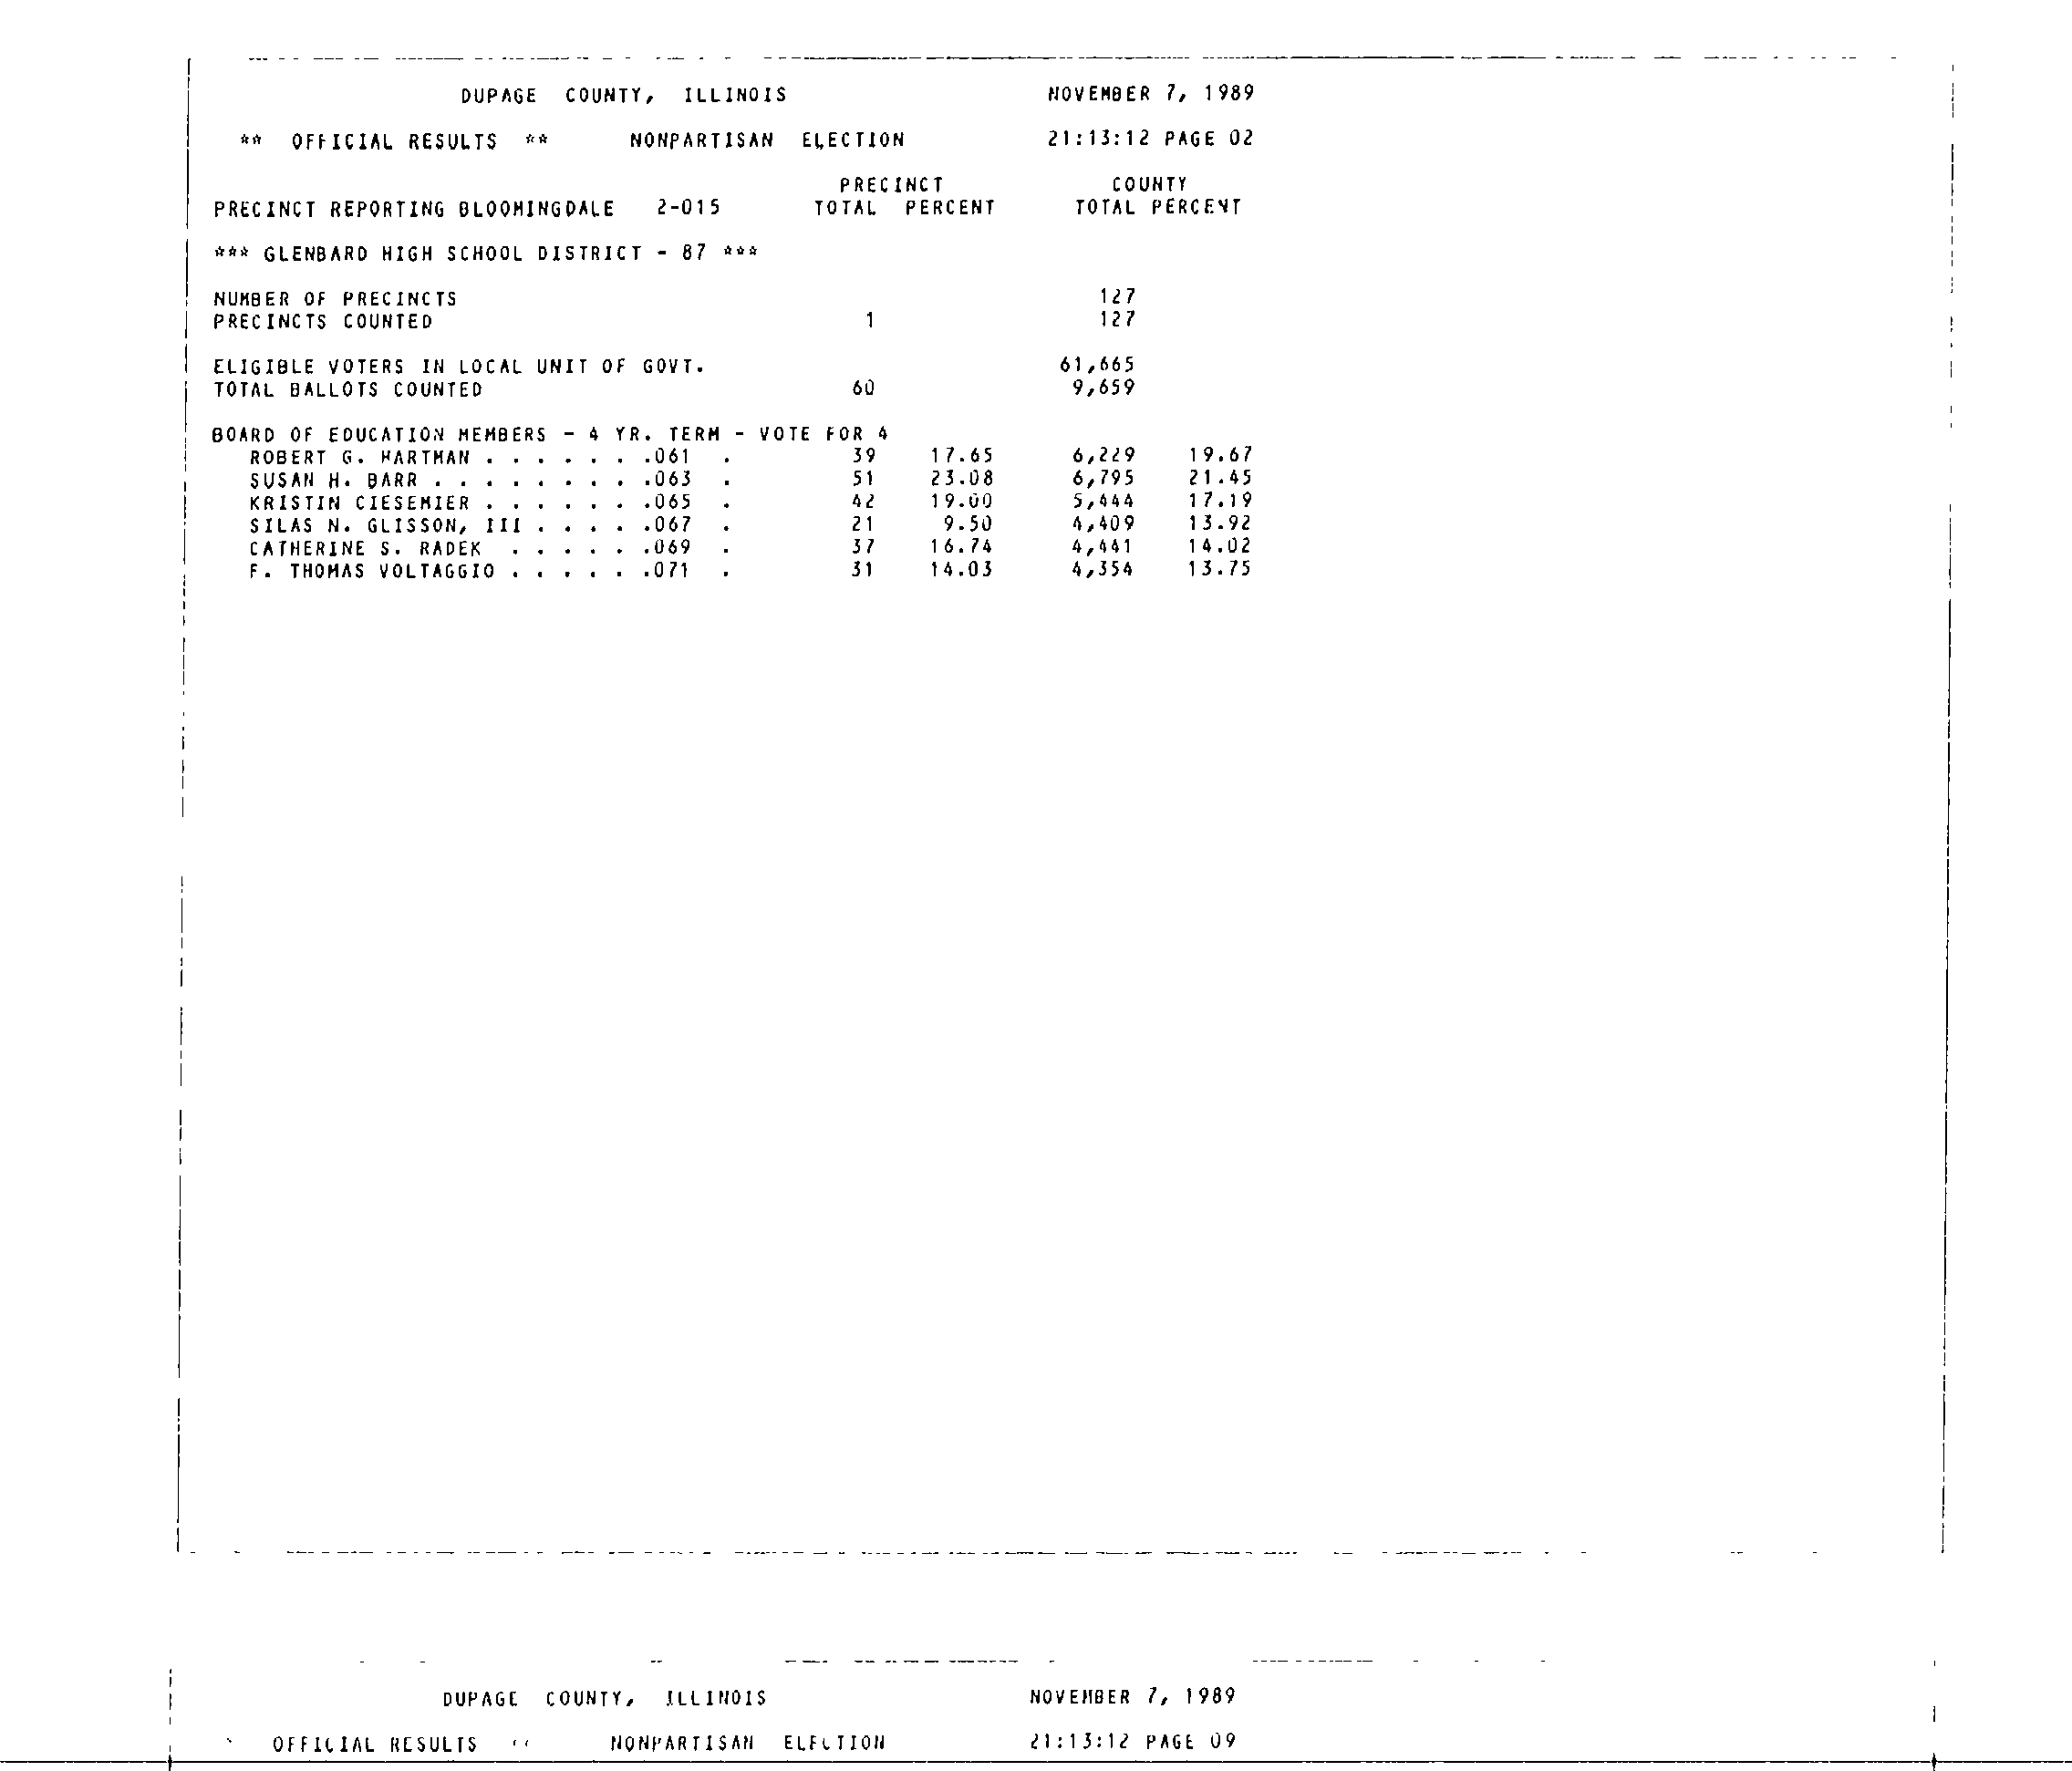 DUPAGE COUNTY, ILLINOIS NOVEMBER 7, 1989
** OFFICIAL RESULTS ** NONPARTISAN ELECTION 21:13:12 PAGE 02
PRECINCT COUNTY
PRECINCT REPORTING BLOOMINGDALE 2-015 TOTAL PERCENT TOTAL PERCENT
*** GLENBARD HIGH SCHOOL DISTRICT - 87 ***
NUMBER OF PRECINCTS 127
PRECINCTS COUNTED 1 127
ELIGIBLE VOTERS IN LOCAL UNIT OF GOVT. 61,665
TOTAL BALLOTS COUNTED 60 9,659
BOARD OF EDUCATION MEMBERS - 4 YR. TERM - VOTE FOR 4
ROBERT G. HARTMAN . . . . . . .061 . 39 17.65 6,229 19.67
SUSAN H. BARR . . . . . . . . .063 . 51 23.08 6,795 21.45
KRISTIN CIESEMIER . . . . . . .065 . 42 19.00 5,444 17.19
SILAS N. GLISSON, III . . . . .067 . 21 9.50 4,409 13.92
CATHERINE S. RADEK . . . . . .069 . 37 16.74 4,441 14.02
F. THOMAS VOLTAGGIO . . . . . .071 . 31 14.03 4,354 13.75
DUPAGE COUNTY, ILLINOIS NOVEMBER 7, 1989
OFFICIAL RESULTS NONPARTISAN ELECTION 21:13:12 PAGE 09